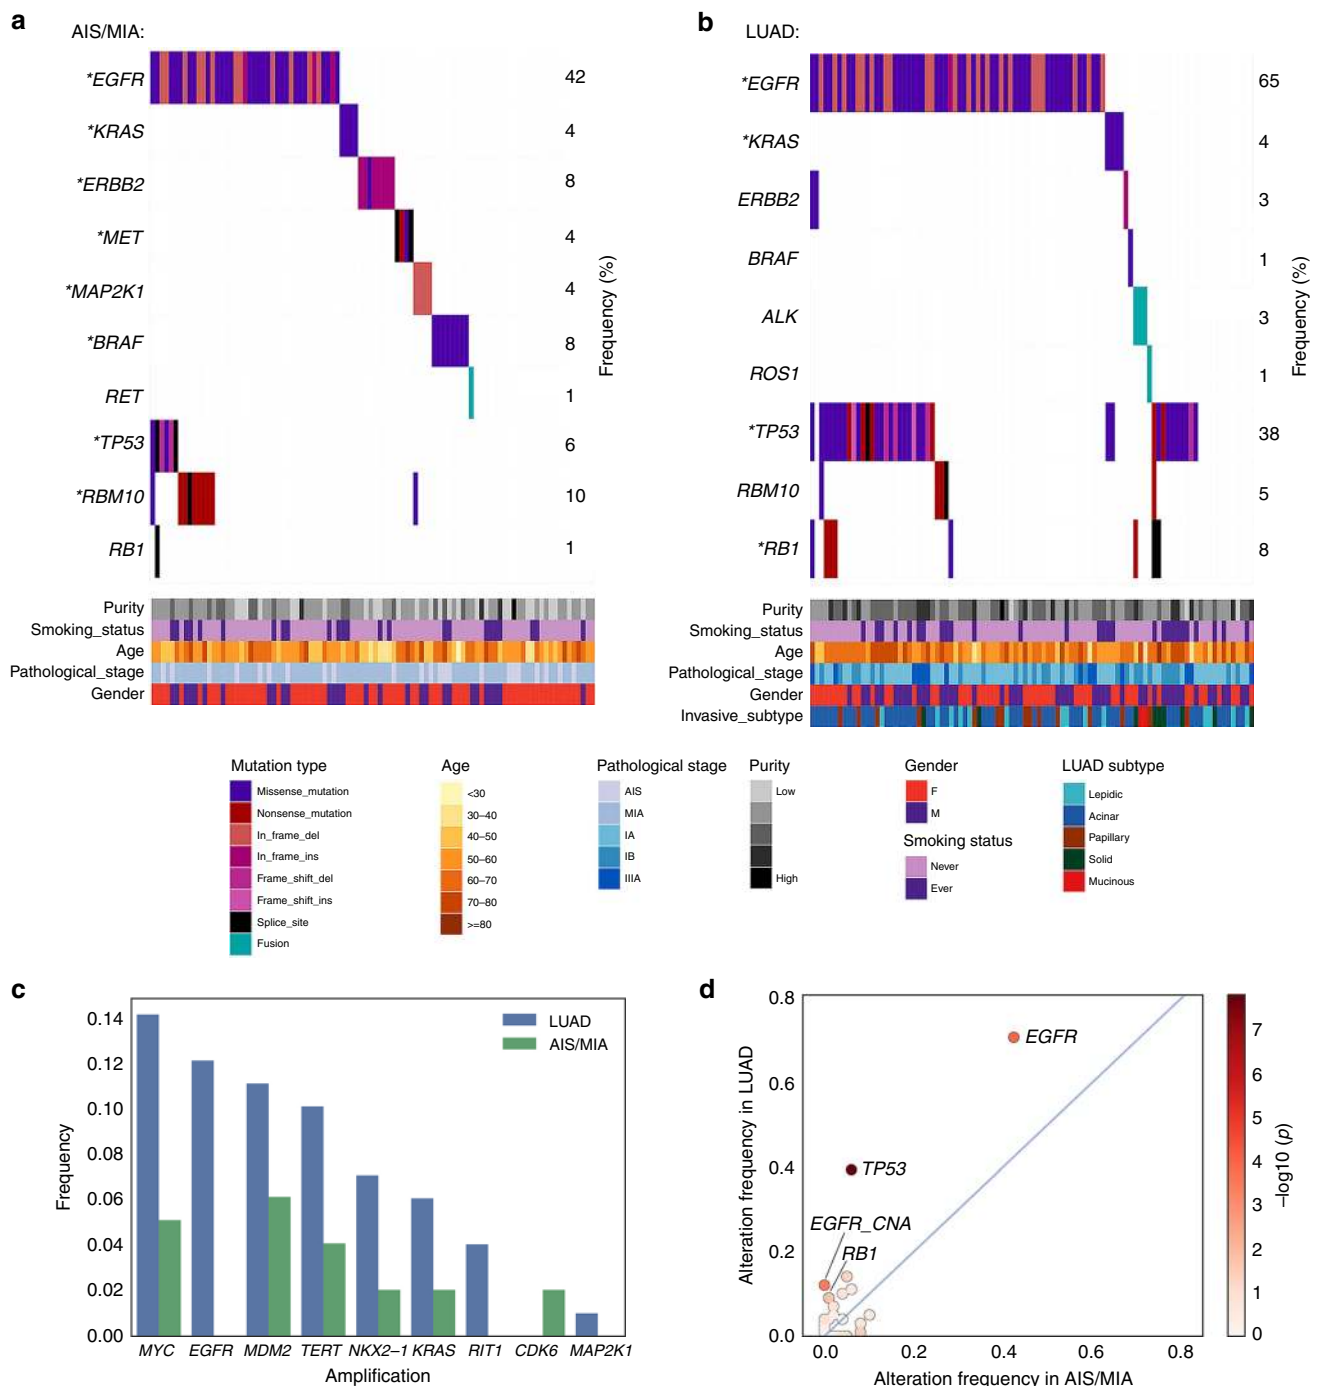 a
AIS/MIA:
*EGFR 42
*KRAS 4
*ERBB2 8
*MET 4
*MAP2K1 4
*BRAF 8
RET 1
*TP53 6
*RBM10 10
RB1 1
Frequency (%)
Purity
Smoking_status
Age
Pathological_stage
Gender
b
LUAD:
*EGFR 65
*KRAS 4
ERBB2 3
BRAF 1
ALK 3
ROS1 1
*TP53 38
RBM10 5
*RB1 8
Frequency (%)
Purity
Smoking_status
Age
Pathological_stage
Gender
Invasive_subtype
Mutation type
Missense_mutation
Nonsense_mutation
In_frame_del
In_frame_ins
Frame_shift_del
Frame_shift_ins
Splice_site
Fusion
Age
<30
30–40
40–50
50–60
60–70
70–80
>=80
Pathological stage
AIS
MIA
IA
IB
IIIA
Purity
Low
High
Gender
F
M
Smoking status
Never
Ever
LUAD subtype
Lepidic
Acinar
Papillary
Solid
Mucinous
c
LUAD
AIS/MIA
Frequency
0.14
0.12
0.10
0.08
0.06
0.04
0.02
0.00
MYC EGFR MDM2 TERT NKX2–1 KRAS RIT1 CDK6 MAP2K1
Amplification
d
Alteration frequency in LUAD
0.8
0.6
0.4
0.2
0.0
EGFR
TP53
EGFR_CNA
RB1
0.0 0.2 0.4 0.6 0.8
Alteration frequency in AIS/MIA
7
6
5
4
3
2
1
0
–log10 (p)